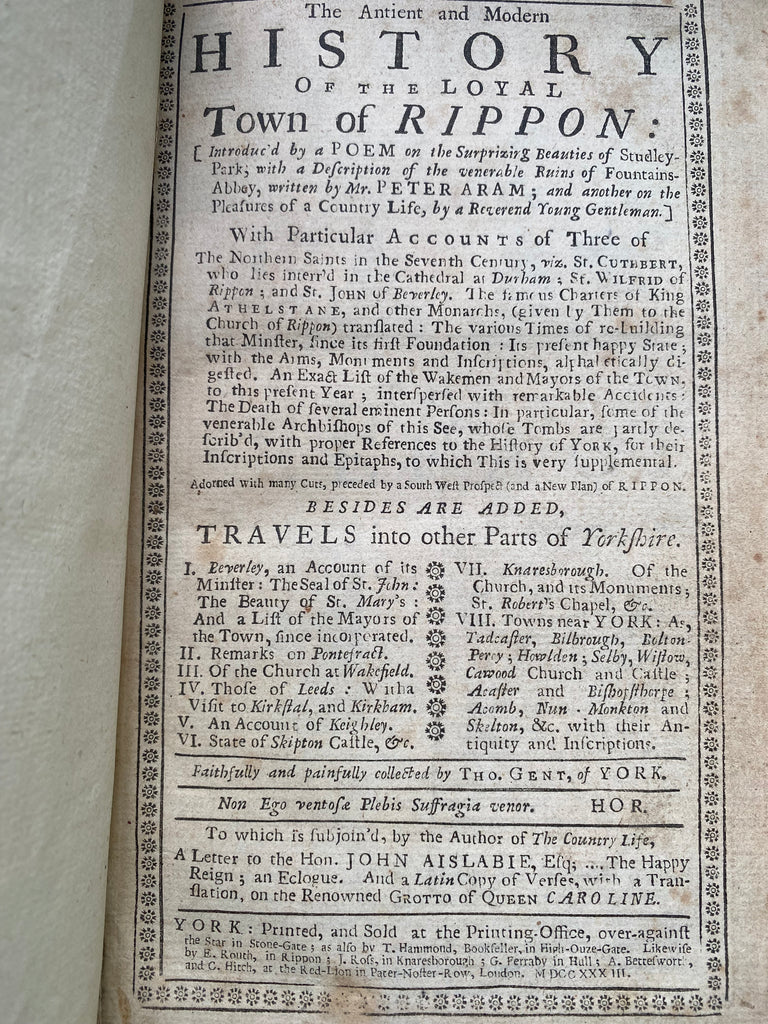 The Antient and Modern
HISTORY
OF THE LOYAL
Town of RIPPON:
[ Introduc'd by a POEM on the Surprizing Beauties of Studley-
Park; with a Deſcription of the venerable Ruins of Fountains-
Abbey, written by Mr. PETER ARAM; and another on the
Pleaſures of a Country Life, by a Reverend Young Gentleman.]
With Particular ACCOUNTS of Three of
The Northern Saints in the Seventh Century, viz. St. CUTHBERT,
who lies interr'd in the Cathedral at Durham; St. WILFRID of
Rippon; and St. JOHN of Beverley. The famous Charters of King
ATHELSTANE, and other Monarchs, (given by Them to the
Church of Rippon) tranſlated: The various Times of re-building
that Minſter, ſince its firſt Foundation: Its preſent happy State;
with the Arms, Monuments and Inſcriptions, alphabetically di-
geſted. An Exact Liſt of the Wakemen and Mayors of the TOWN,
to this preſent Year; interſperſed with remarkable Accidents:
The Death of ſeveral eminent Perſons: In particular, ſome of the
venerable Archbiſhops of this See, whoſe Tombs are partly de-
ſcrib'd, with proper References to the Hiſtory of YORK, for their
Inſcriptions and Epitaphs, to which This is very ſupplemental.
Adorned with many Cuts, preceded by a South Weſt Proſpect (and a New Plan) of RIPPON.
BESIDES ARE ADDED,
TRAVELS into other Parts of Yorkſhire.
I. Beverley, an Account of its
Minſter: The Seal of St. John:
The Beauty of St. Mary's:
And a Liſt of the Mayors of
the Town, ſince incorporated.
II. Remarks on Pontefract.
III. Of the Church at Wakefield.
IV. Thoſe of Leeds: With a
Viſit to Kirkſtal, and Kirkham.
V. An Account of Keighley.
VI. State of Skipton Caſtle, &c.
VII. Knaresborough. Of the
Church, and its Monuments;
St. Robert's Chapel, &c.
VIII. Towns near YORK: As,
Tadcaſter, Bilbrough, Bolton-
Percy; Howlden; Selby, Wiſtow,
Cawood Church and Caſtle;
Acaſter and Biſhopſthorpe;
Acomb, Nun-Monkton and
Skelton, &c. with their An-
tiquity and Inſcriptions.
Faithfully and painfully collected by THO. GENT, of YORK.
Non Ego ventoſæ Plebis Suffragia venor. HOR.
To which is ſubjoin'd, by the Author of The Country Life,
A Letter to the Hon. JOHN AISLABIE, Eſq; ....The Happy
Reign; an Eclogue. And a Latin Copy of Verſes, with a Tran-
ſlation, on the Renowned GROTTO of QUEEN CAROLINE.
YORK: Printed, and Sold at the Printing-Office, over-againſt
the Star in Stone-Gate; as alſo by T. Hammond, Bookſeller, in High-Ouze-Gate. Likewiſe
by E. Routh, in Rippon; J. Roſs, in Knaresborough; G. Ferraby in Hull; A. Betteſworth,
and C. Hitch, at the Red-Lion in Pater-Noſter-Row, London. MDCCXXXIII.